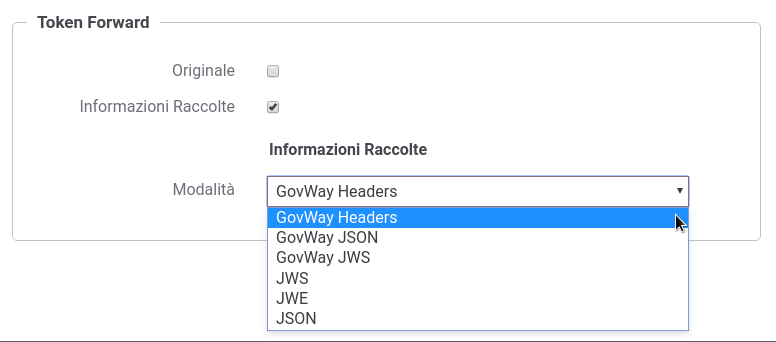 Token Forward
Originale
Informazioni Raccolte
Informazioni Raccolte
Modalità
GovWay Headers
GovWay Headers
GovWay JSON
GovWay JWS
JWS
JWE
JSON